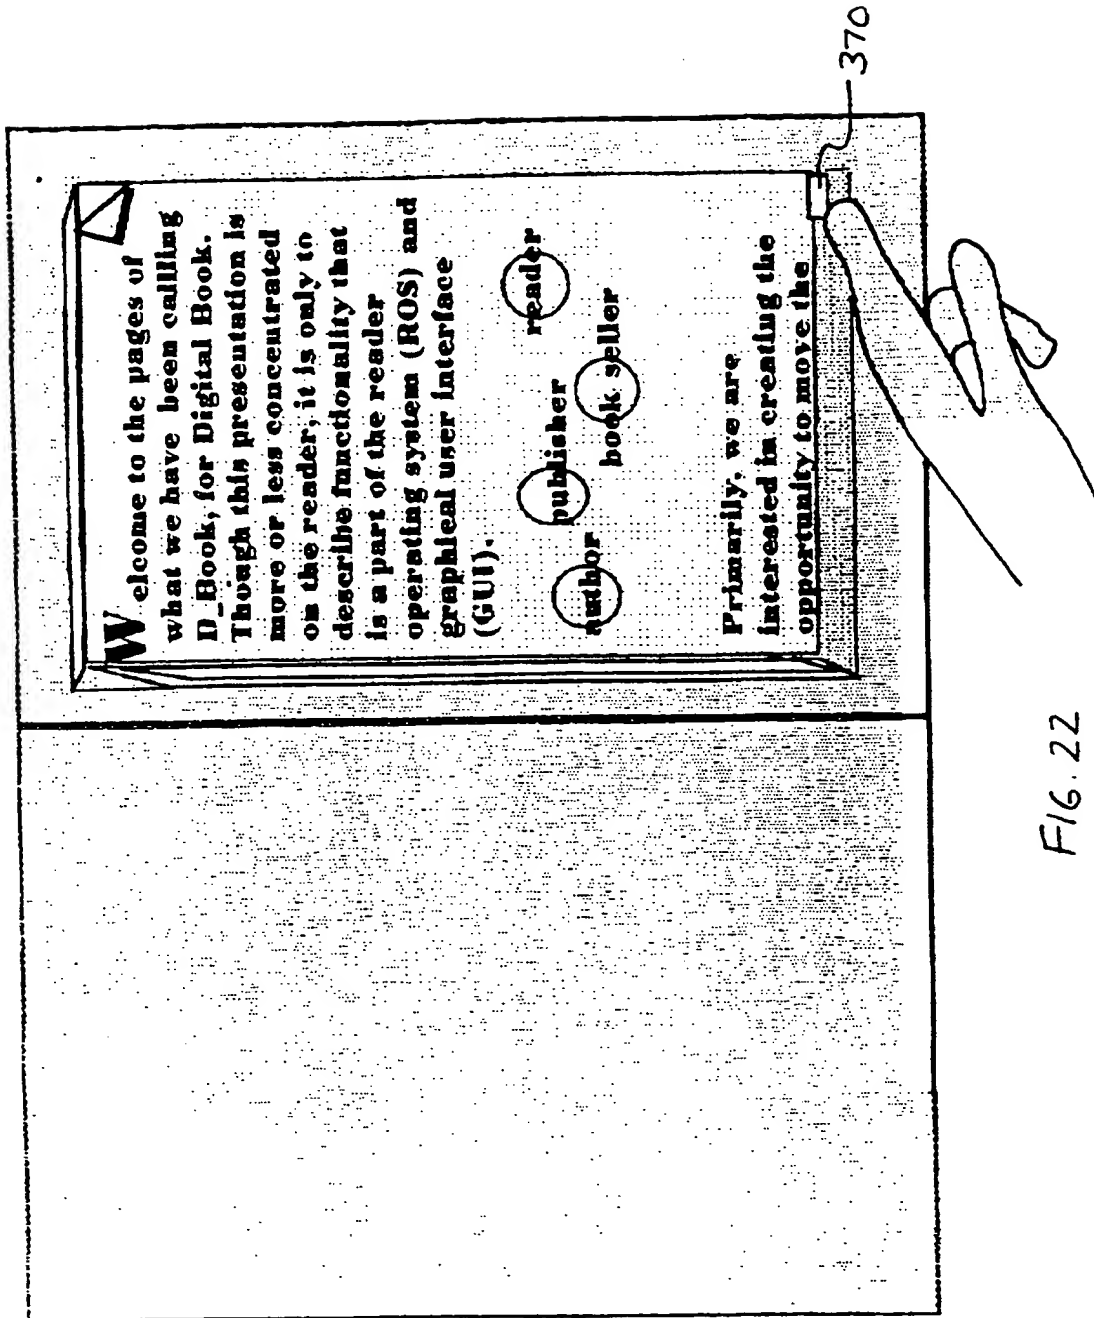 Welcome to the pages of
what we have been callling
D_Book, for Digital Book.
Though this presentation is
more or less concentrated
on the reader, it is only to
describe functionality that
is a part of the reader
operating system (ROS) and
graphical user interface
(GUI).
author
publisher
book seller
reader
Primarily, we are
interested in creating the
opportunity to move the
370
FIG. 22